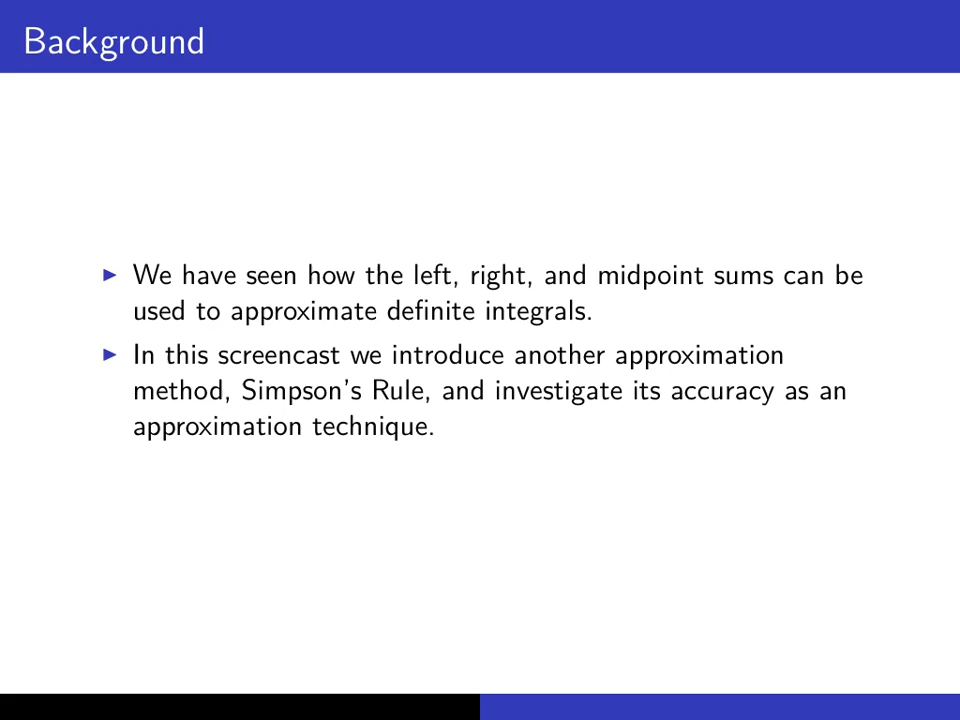 Background
▶ We have seen how the left, right, and midpoint sums can be
used to approximate definite integrals.
▶ In this screencast we introduce another approximation
method, Simpson's Rule, and investigate its accuracy as an
approximation technique.